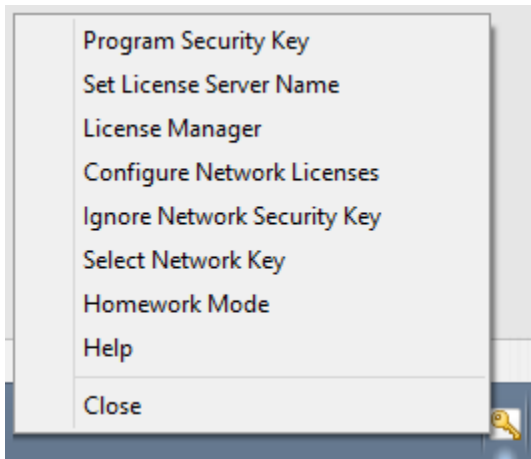 Program Security Key
Set License Server Name
License Manager
Configure Network Licenses
Ignore Network Security Key
Select Network Key
Homework Mode
Help
Close